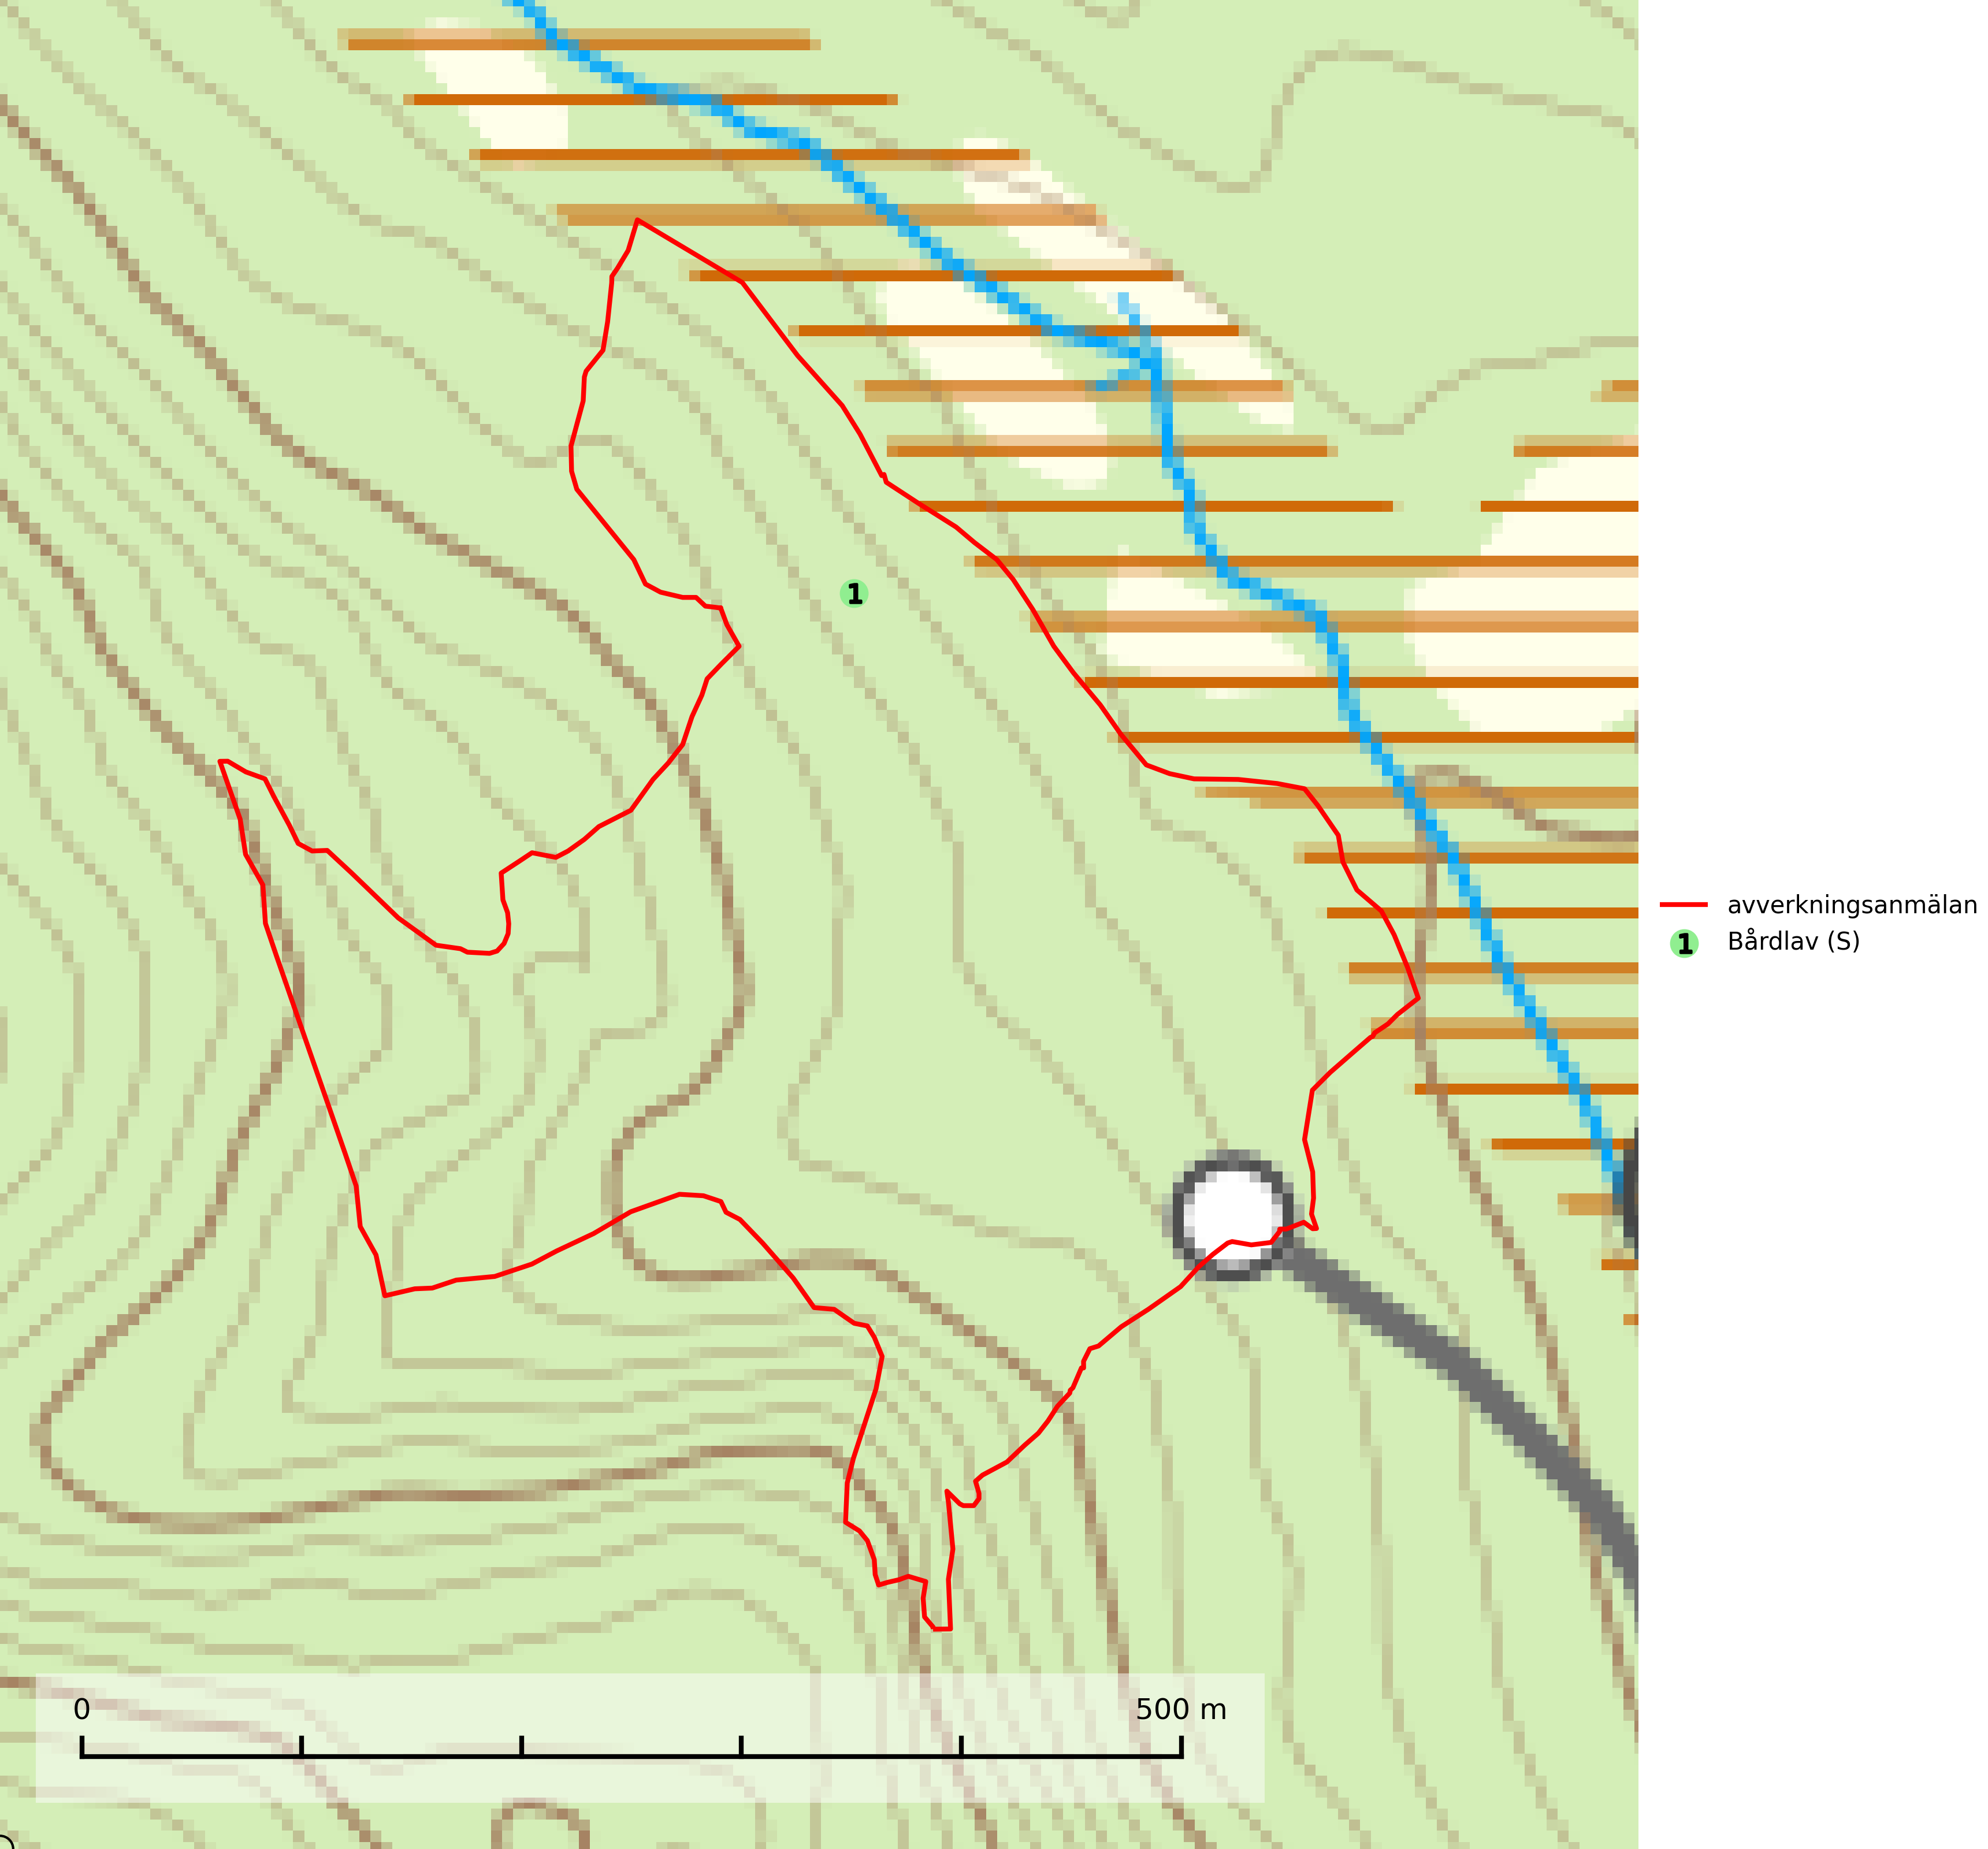 1
avverkningsanmälan
1 Bårdlav (S)
0 500 m